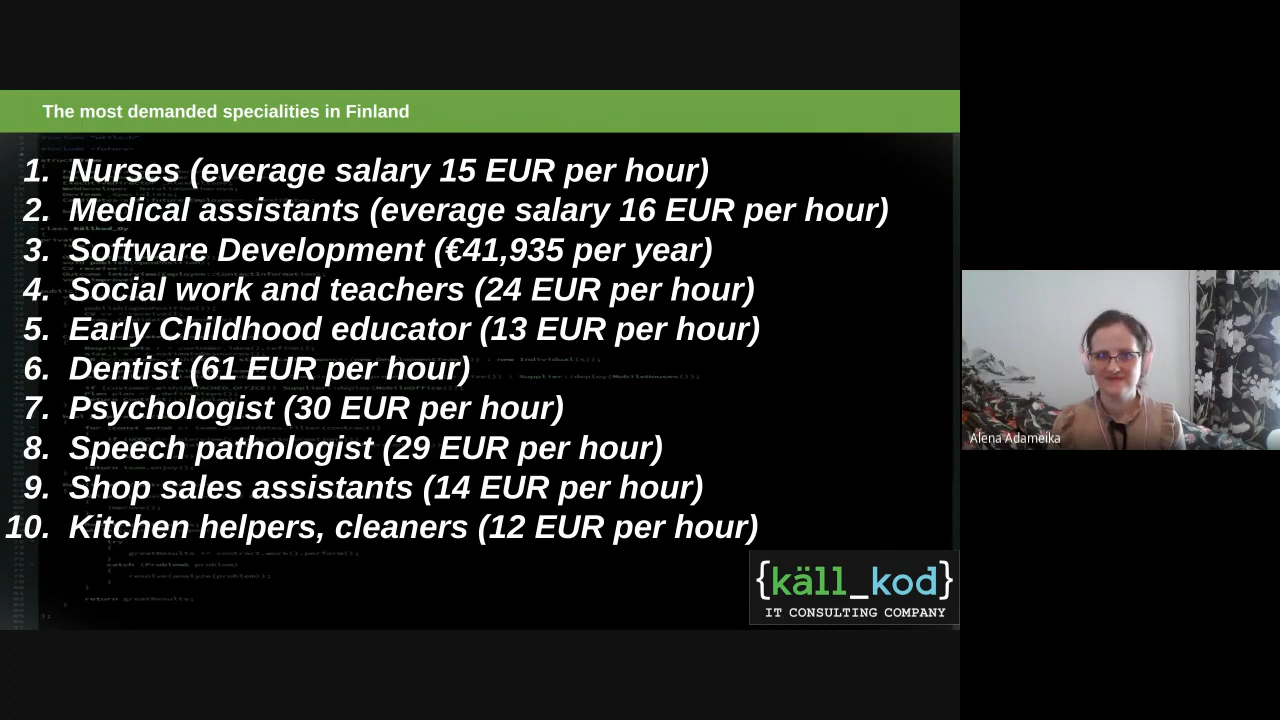 The most demanded specialities in Finland
1. Nurses (everage salary 15 EUR per hour)
2. Medical assistants (everage salary 16 EUR per hour)
3. Software Development (€41,935 per year)
4. Social work and teachers (24 EUR per hour)
5. Early Childhood educator (13 EUR per hour)
6. Dentist (61 EUR per hour)
7. Psychologist (30 EUR per hour)
8. Speech pathologist (29 EUR per hour)
9. Shop sales assistants (14 EUR per hour)
10. Kitchen helpers, cleaners (12 EUR per hour)
{käll_kod}
IT CONSULTING COMPANY
Alena Adameika